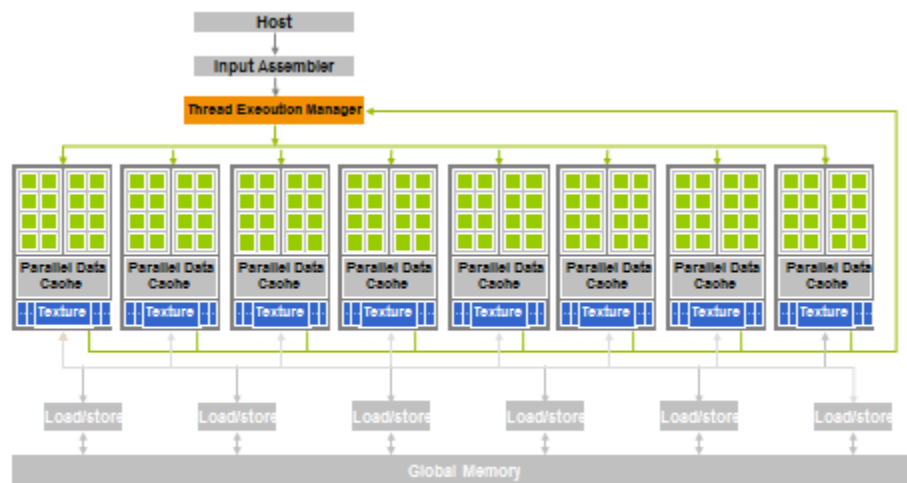 Host
Input Assembler
Thread Execution Manager
Parallel Data
Cache
Texture
Parallel Data
Cache
Texture
Parallel Data
Cache
Texture
Parallel Data
Cache
Texture
Parallel Data
Cache
Texture
Parallel Data
Cache
Texture
Parallel Data
Cache
Texture
Parallel Data
Cache
Texture
Load/store
Load/store
Load/store
Load/store
Load/store
Load/store
Global Memory